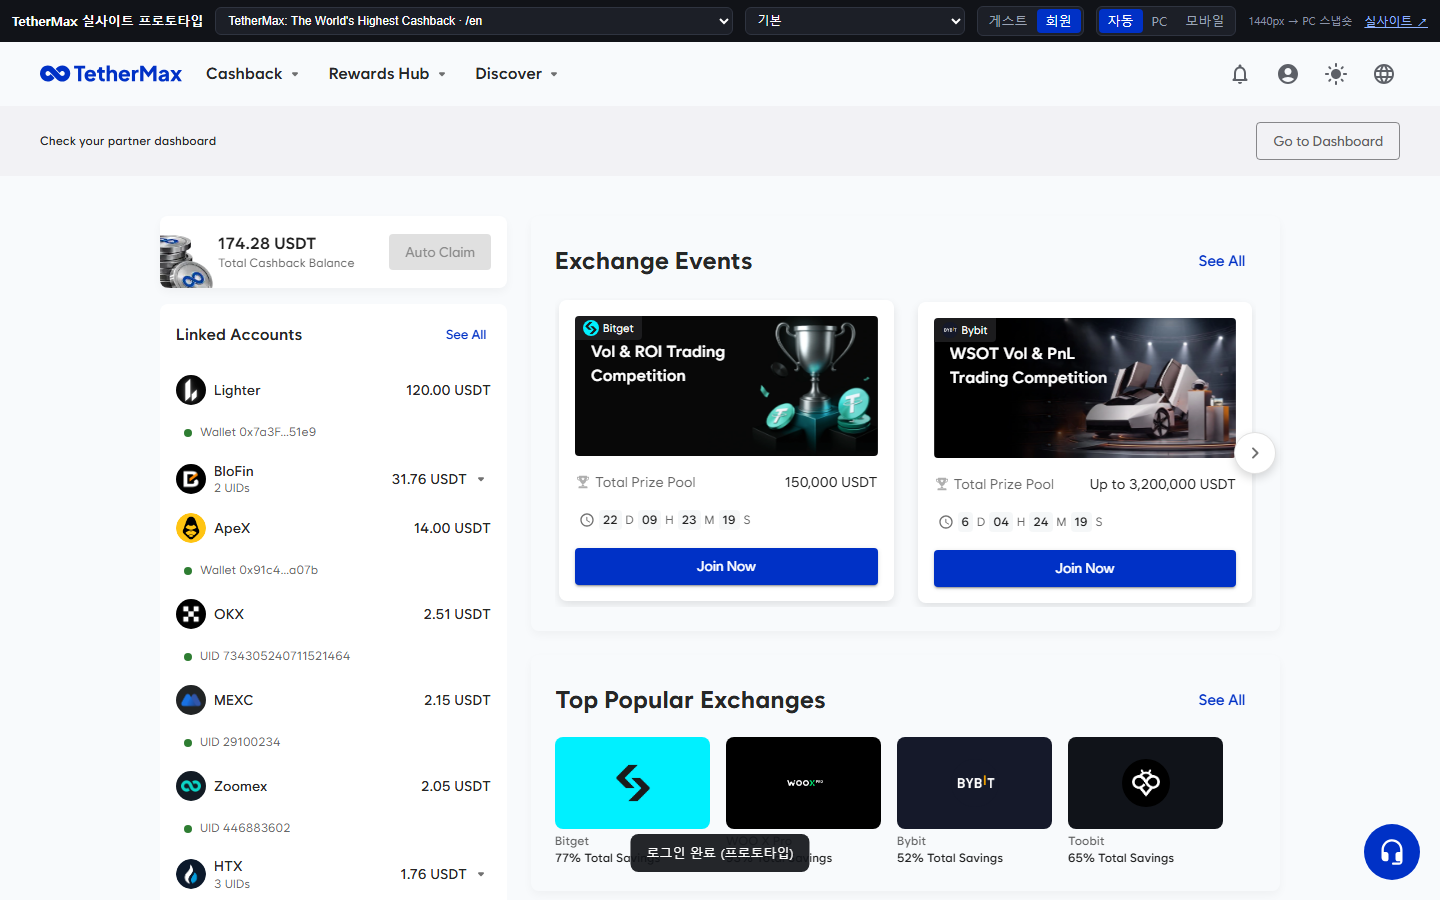 TetherMax 실사이트 프로토타입
TetherMax: The World's Highest Cashback · /en
기본
게스트 회원
자동 PC 모바일
1440px → PC 스냅숏
실사이트 ↗
TetherMax
Cashback
Rewards Hub
Discover
Check your partner dashboard
Go to Dashboard
174.28 USDT
Total Cashback Balance
Auto Claim
Linked Accounts
See All
Lighter
120.00 USDT
Wallet 0x7a3F...51e9
BloFin
2 UIDs
31.76 USDT
ApeX
14.00 USDT
Wallet 0x91c4...a07b
OKX
2.51 USDT
UID 734305240711521464
MEXC
2.15 USDT
UID 29100234
Zoomex
2.05 USDT
UID 446883602
HTX
3 UIDs
1.76 USDT
Exchange Events
See All
Bitget
Vol & ROI Trading
Competition
Total Prize Pool
150,000 USDT
22 D 09 H 23 M 19 S
Join Now
BYBIT Bybit
WSOT Vol & PnL
Trading Competition
Total Prize Pool
Up to 3,200,000 USDT
6 D 04 H 24 M 19 S
Join Now
Top Popular Exchanges
See All
Bitget
77% Total
WOOX PRO
BYBIT
Bybit
52% Total Savings
Toobit
65% Total Savings
로그인 완료 (프로토타입)